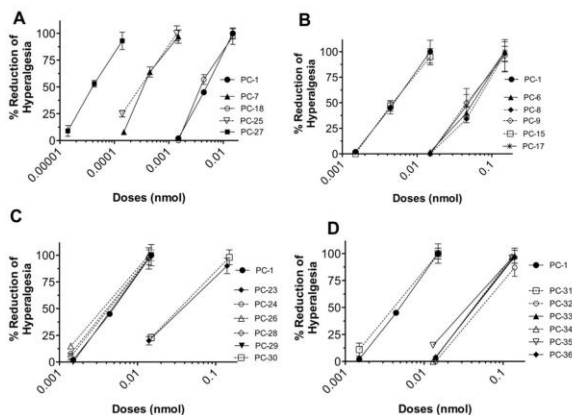 A
% Reduction of
Hyperalgesia
100
75
50
25
0
0.00001
0.0001
0.001
0.01
Doses (nmol)
PC-1
PC-7
PC-18
PC-25
PC-27
B
% Reduction of
Hyperalgesia
100
75
50
25
0
0.001
0.01
0.1
Doses (nmol)
PC-1
PC-6
PC-8
PC-9
PC-15
PC-17
C
% Reduction of
Hyperalgesia
100
75
50
25
0
0.001
0.01
0.1
Doses (nmol)
PC-1
PC-23
PC-24
PC-26
PC-28
PC-29
PC-30
D
% Reduction of
Hyperalgesia
100
75
50
25
0
0.001
0.01
0.1
Doses (nmol)
PC-1
PC-31
PC-32
PC-33
PC-34
PC-35
PC-36